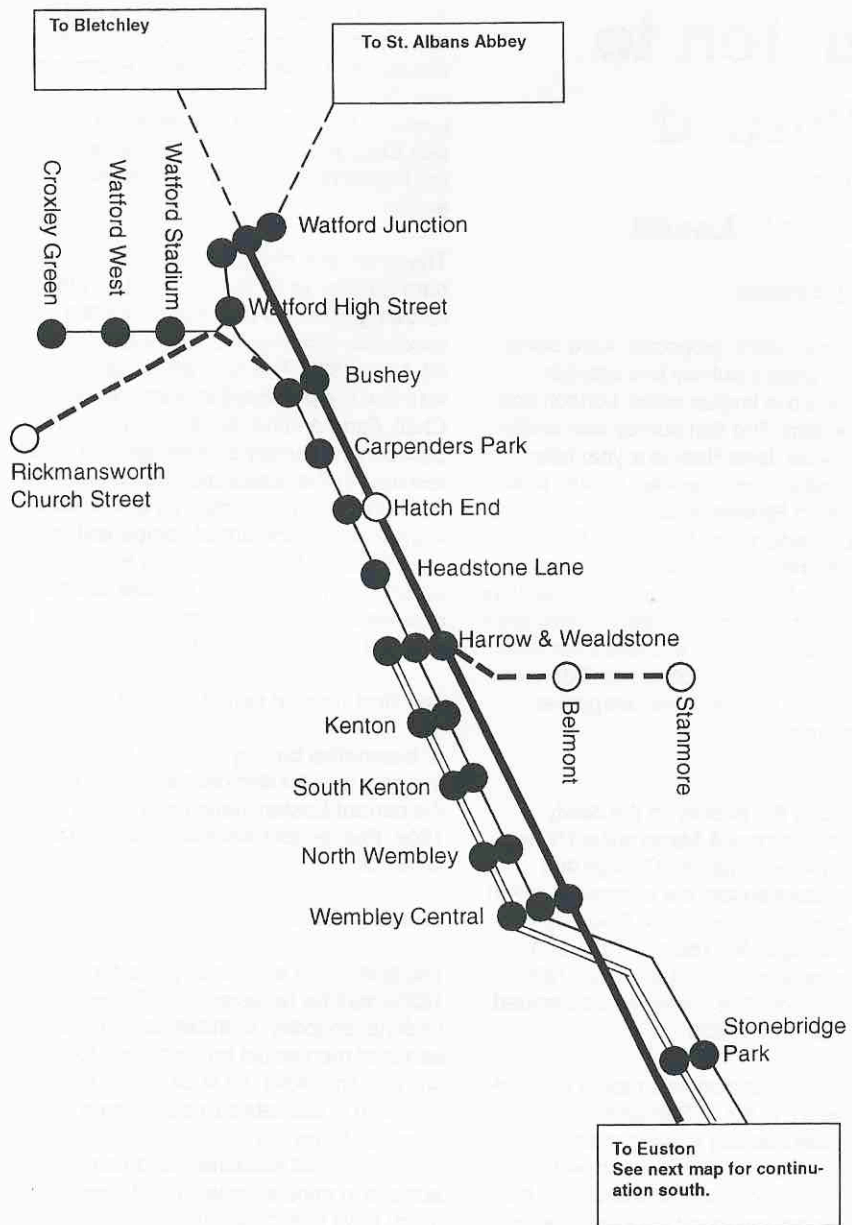 To Bletchley
To St. Albans Abbey
Croxley Green
Watford West
Watford Stadium
Watford Junction
Watford High Street
Bushey
Rickmansworth
Church Street
Carpenders Park
Hatch End
Headstone Lane
Harrow & Wealdstone
Belmont
Stanmore
Kenton
South Kenton
North Wembley
Wembley Central
Stonebridge
Park
To Euston
See next map for continu-
ation south.